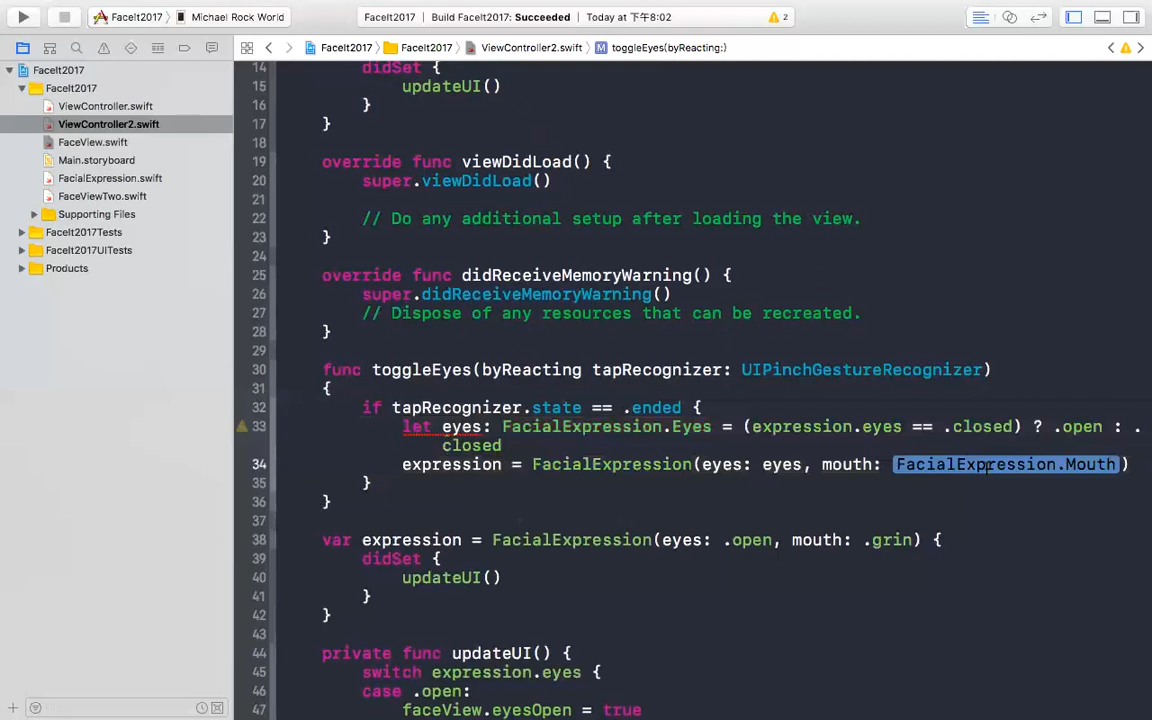 FaceIt2017
Michael Rock World
FaceIt2017 | Build FaceIt2017: Succeeded | Today at 下午8:02
2
FaceIt2017
FaceIt2017
ViewController2.swift
M toggleEyes(byReacting:)
FaceIt2017
FaceIt2017
ViewController.swift
ViewController2.swift
FaceView.swift
Main.storyboard
FacialExpression.swift
FaceViewTwo.swift
Supporting Files
FaceIt2017Tests
FaceIt2017UITests
Products
14 didSet {
15 updateUI()
16 }
17 }
18
19 override func viewDidLoad() {
20 super.viewDidLoad()
21
22 // Do any additional setup after loading the view.
23 }
24
25 override func didReceiveMemoryWarning() {
26 super.didReceiveMemoryWarning()
27 // Dispose of any resources that can be recreated.
28 }
29
30 func toggleEyes(byReacting tapRecognizer: UIPinchGestureRecognizer)
31 {
32 if tapRecognizer.state == .ended {
33 let eyes: FacialExpression.Eyes = (expression.eyes == .closed) ? .open : .
closed
34 expression = FacialExpression(eyes: eyes, mouth: FacialExpression.Mouth)
35 }
36 }
37
38 var expression = FacialExpression(eyes: .open, mouth: .grin) {
39 didSet {
40 updateUI()
41 }
42 }
43
44 private func updateUI() {
45 switch expression.eyes {
46 case .open:
47 faceView.eyesOpen = true